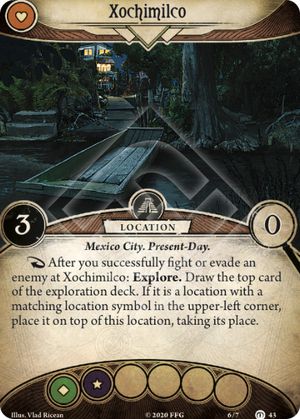 Xochimilco
3
LOCATION
0
Mexico City. Present-Day.
After you successfully fight or evade an
enemy at Xochimilco: Explore. Draw the top card
of the exploration deck. If it is a location with a
matching location symbol in the upper-left corner,
place it on top of this location, taking its place.
Illus. Vlad Ricean
© 2020 FFG
6/7
43